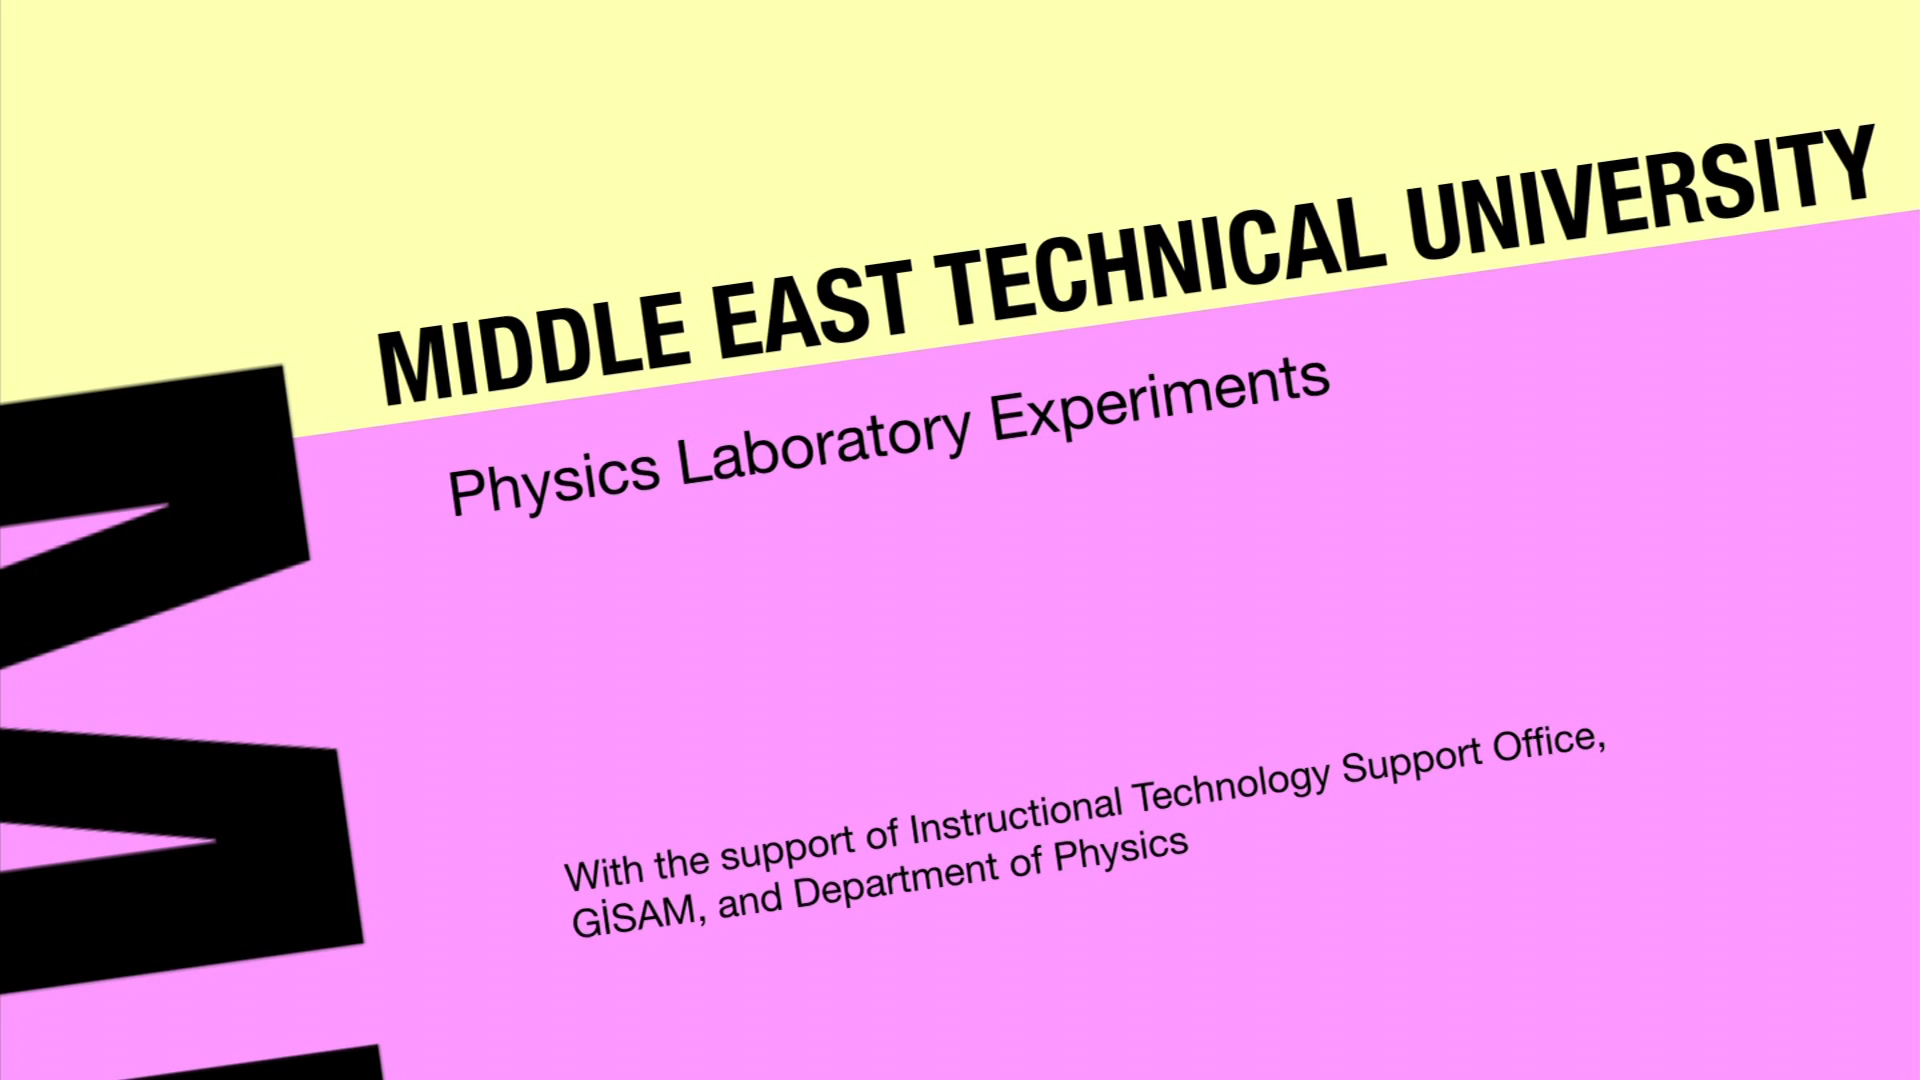 MIDDLE EAST TECHNICAL UNIVERSITY
Physics Laboratory Experiments
With the support of Instructional Technology Support Office,
GİSAM, and Department of Physics